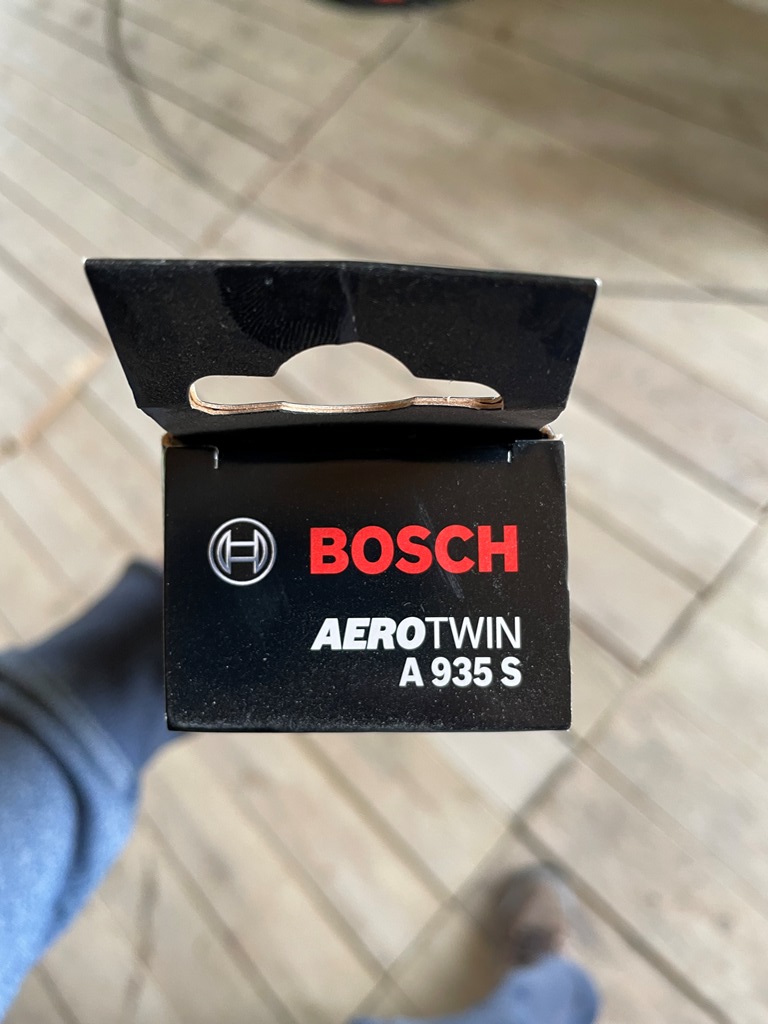 BOSCH
AEROTWIN
A 935 S